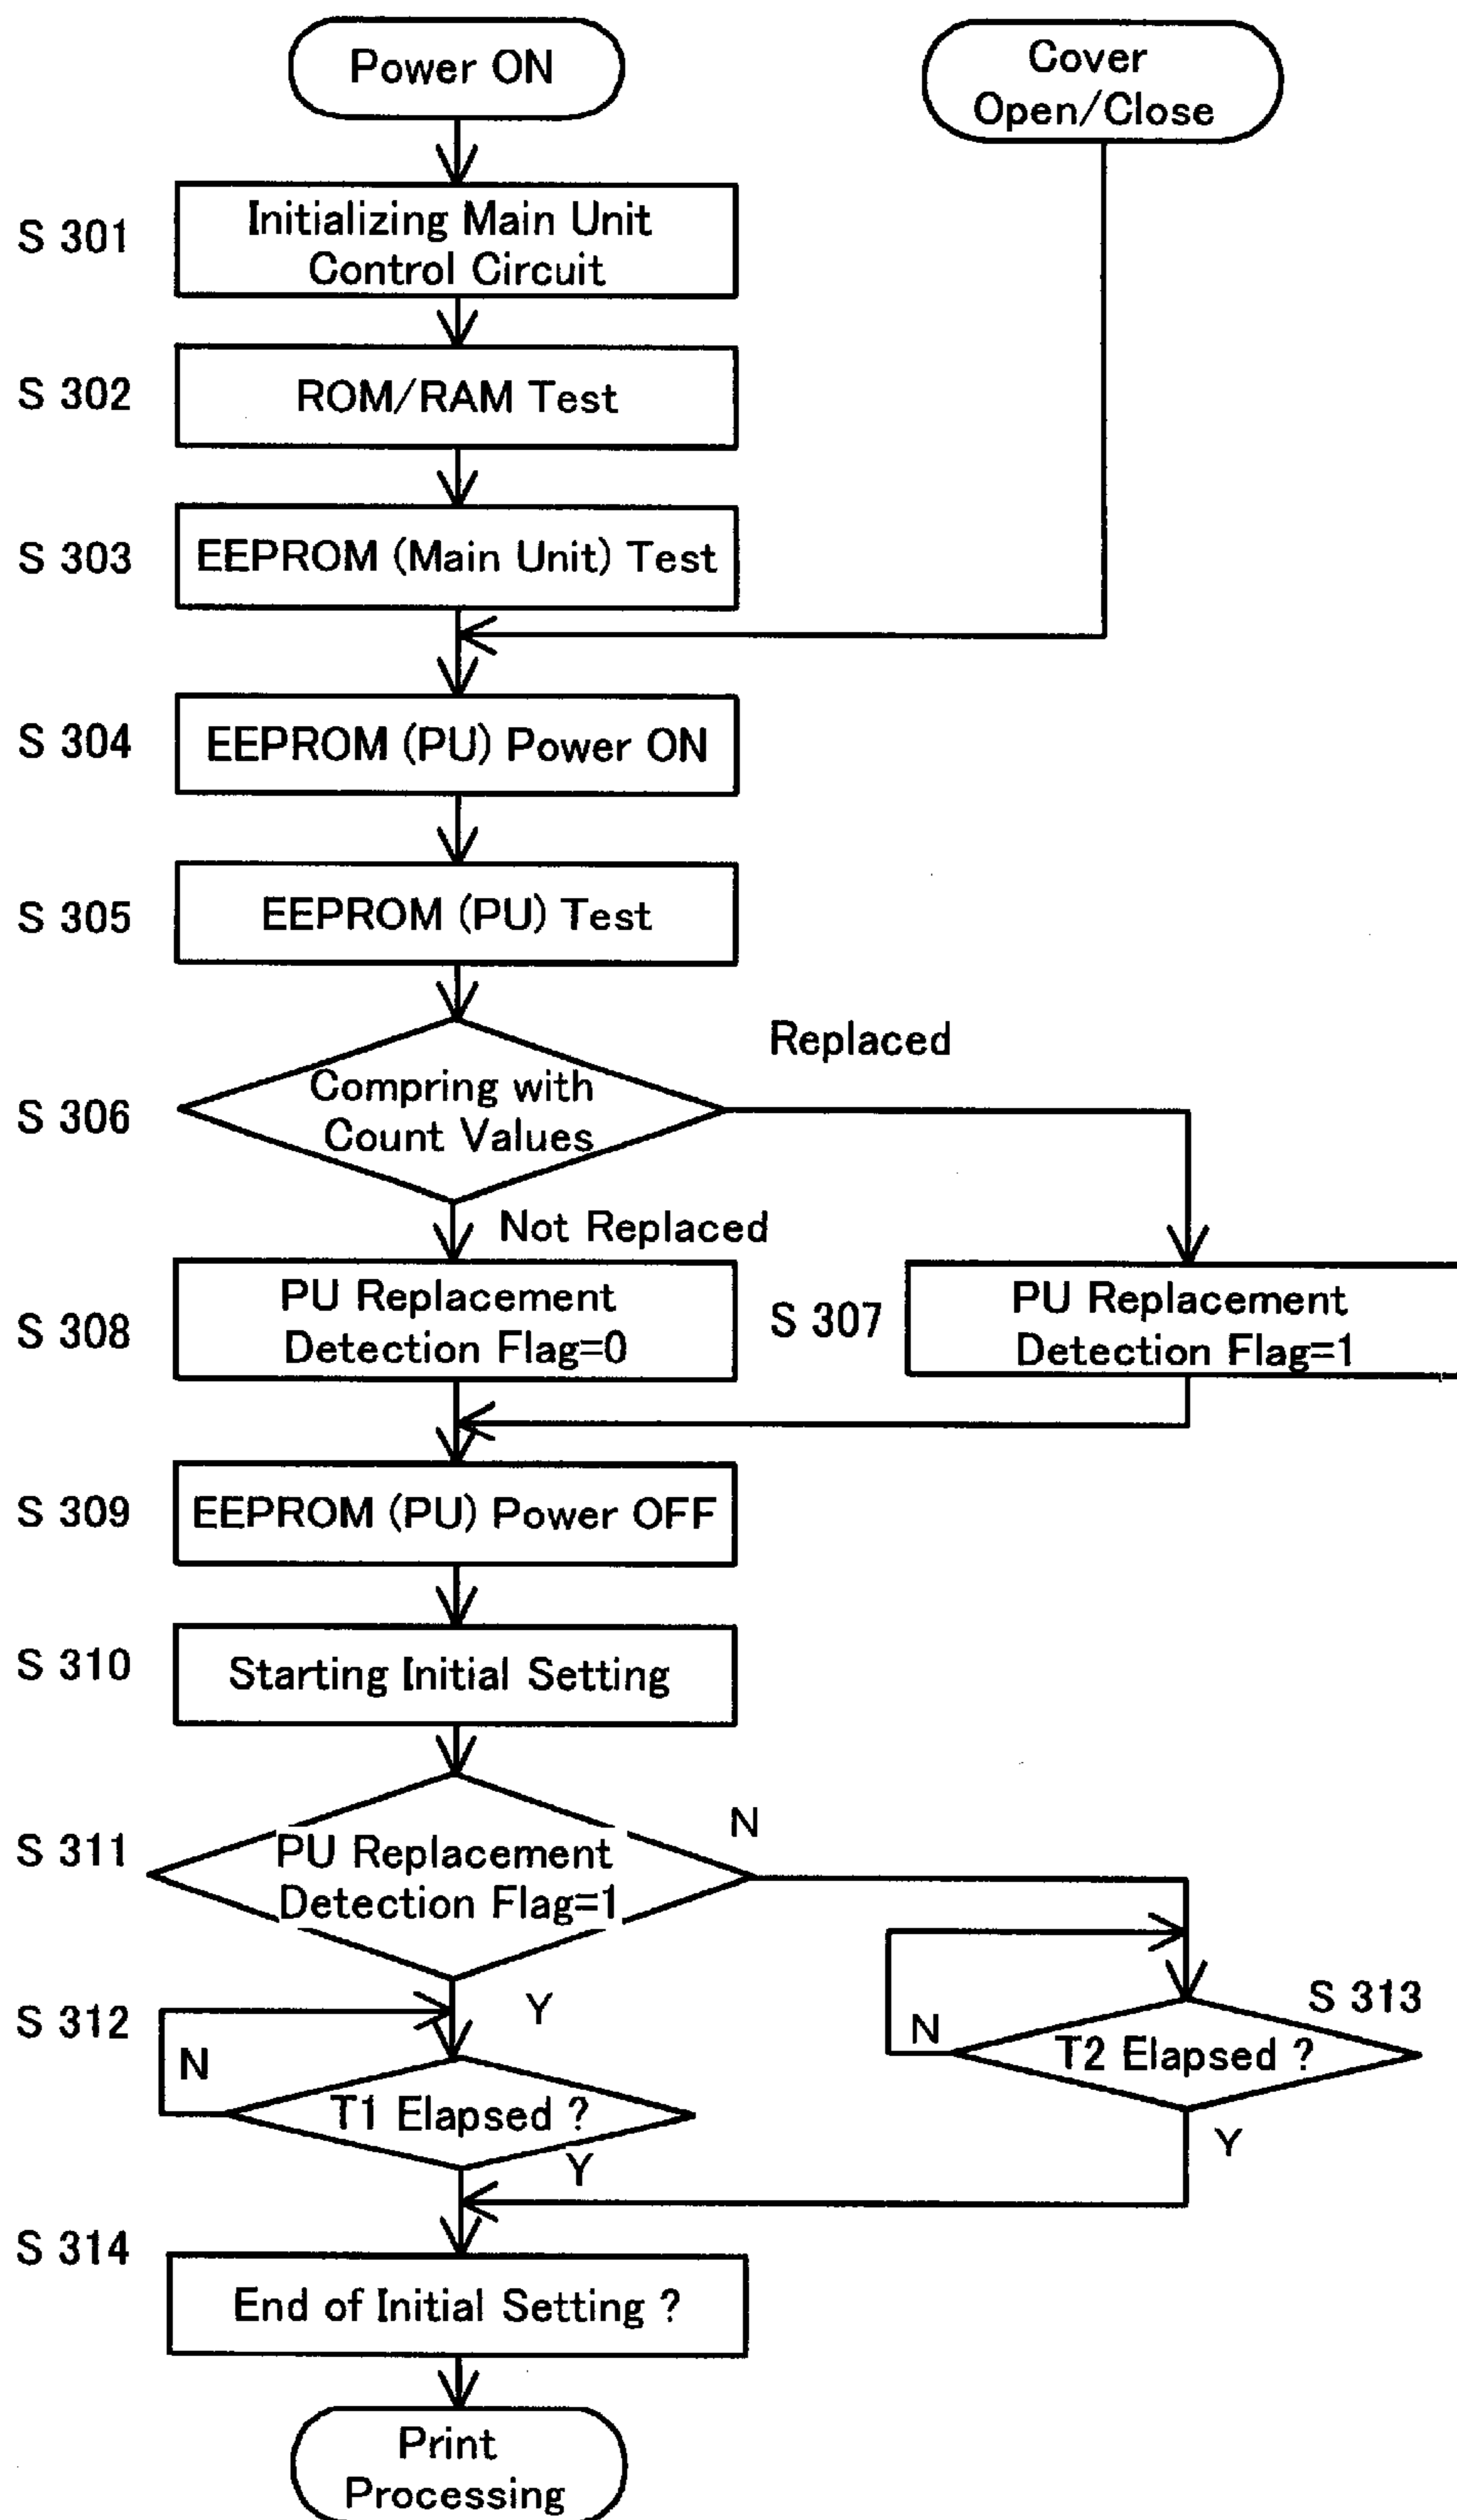 Power ON
Cover
Open/Close
S 301
Initializing Main Unit
Control Circuit
S 302
ROM/RAM Test
S 303
EEPROM (Main Unit) Test
S 304
EEPROM (PU) Power ON
S 305
EEPROM (PU) Test
Replaced
S 306
Compring with
Count Values
Not Replaced
S 308
PU Replacement
Detection Flag=0
S 307
PU Replacement
Detection Flag=1
S 309
EEPROM (PU) Power OFF
S 310
Starting Initial Setting
N
S 311
PU Replacement
Detection Flag=1
S 312
Y
N
T1 Elapsed ?
Y
S 313
N
T2 Elapsed ?
Y
S 314
End of Initial Setting ?
Print
Processing